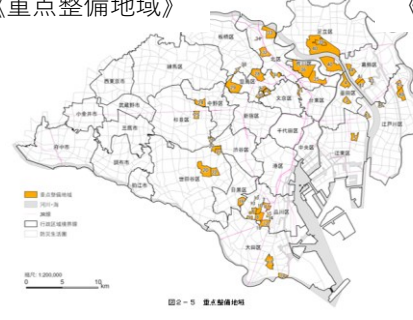 《重点整備地域》
《
足立区
板橋区
北区
葛飾区
練馬区
荒川区
豊島区
西東京市
文京区
台東区
墨田区
中野区
武蔵野市
江戸川区
新宿区
小金井市
杉並区
千代田区
三鷹市
江東区
渋谷区
中央区
府中市
調布市
港区
世田谷区
狛江市
目黒区
品川区
大田区
重点整備地域
河川・海
行政区域境界線
防災生活圏
縮尺 1:200,000
0 5 10 km
図2-5 重点整備地域